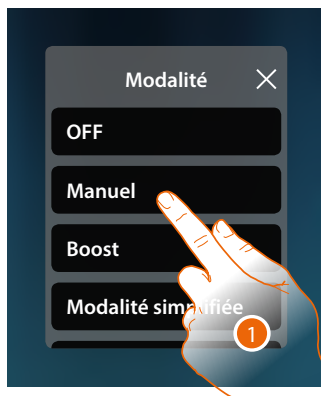 Modalité
OFF
Manuel
Boost
Modalité simplifiée
1